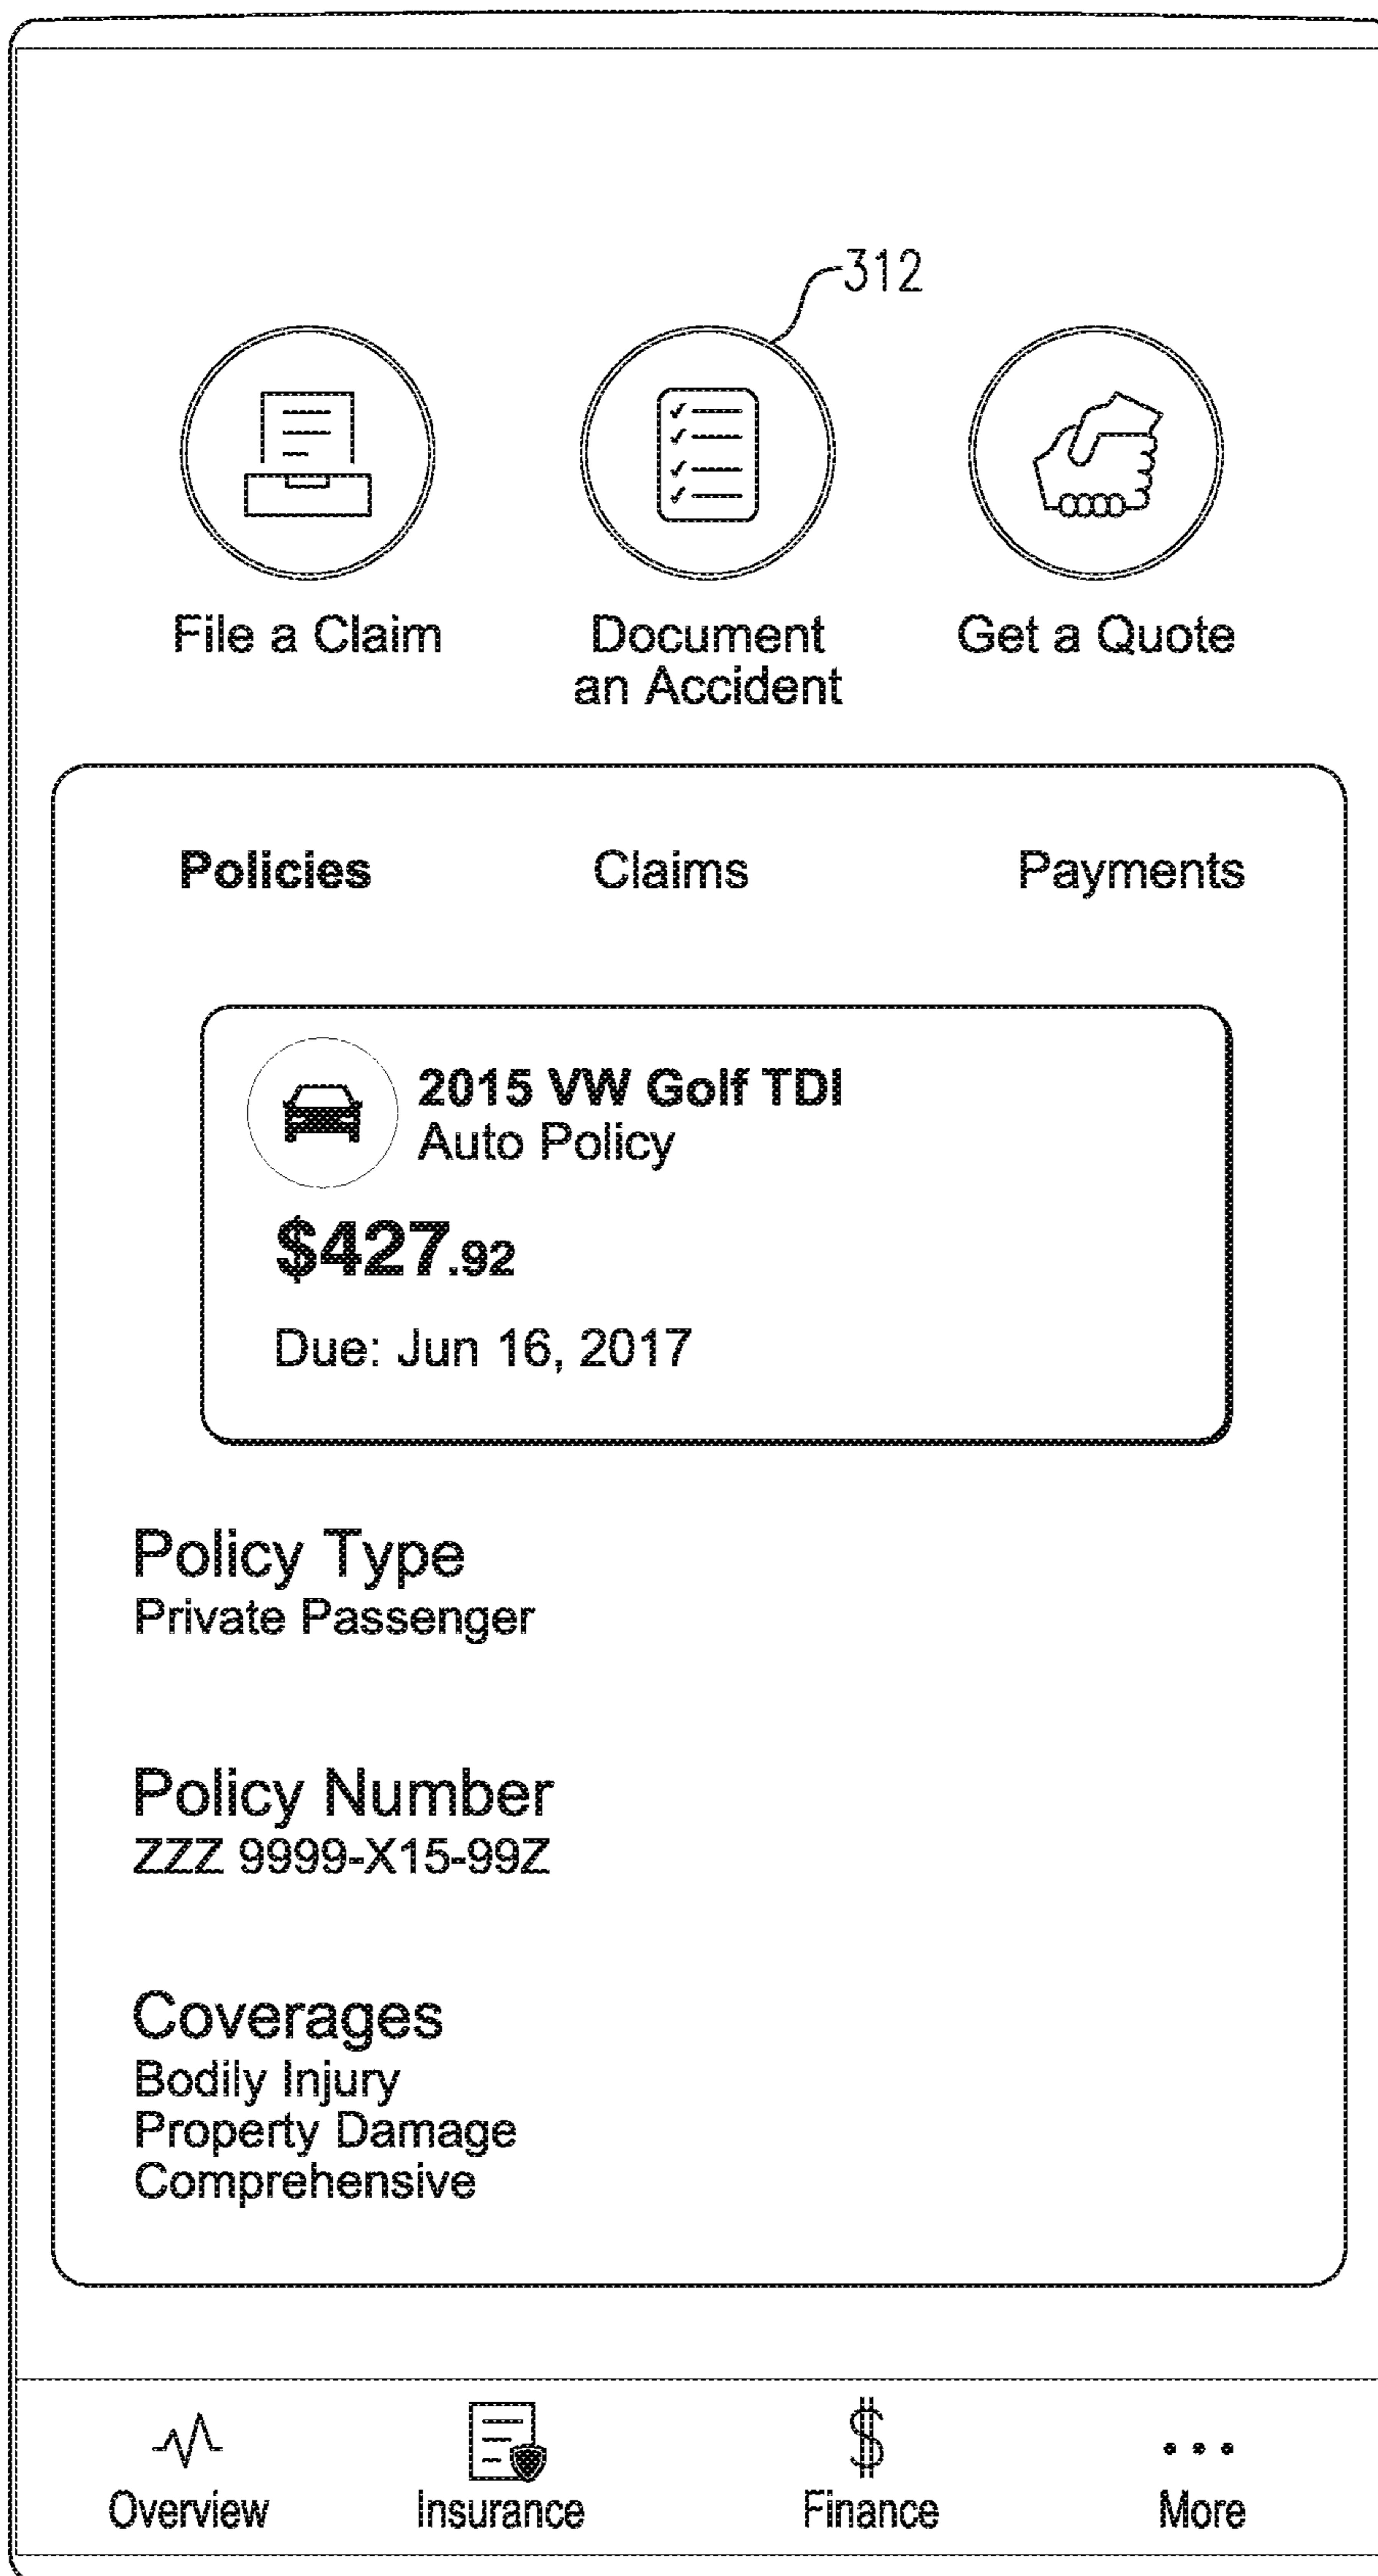 312
File a Claim
Document
an Accident
Get a Quote
Policies Claims Payments
2015 VW Golf TDI
Auto Policy
$427.92
Due: Jun 16, 2017
Policy Type
Private Passenger
Policy Number
ZZZ 9999-X15-99Z
Coverages
Bodily Injury
Property Damage
Comprehensive
Overview Insurance Finance More